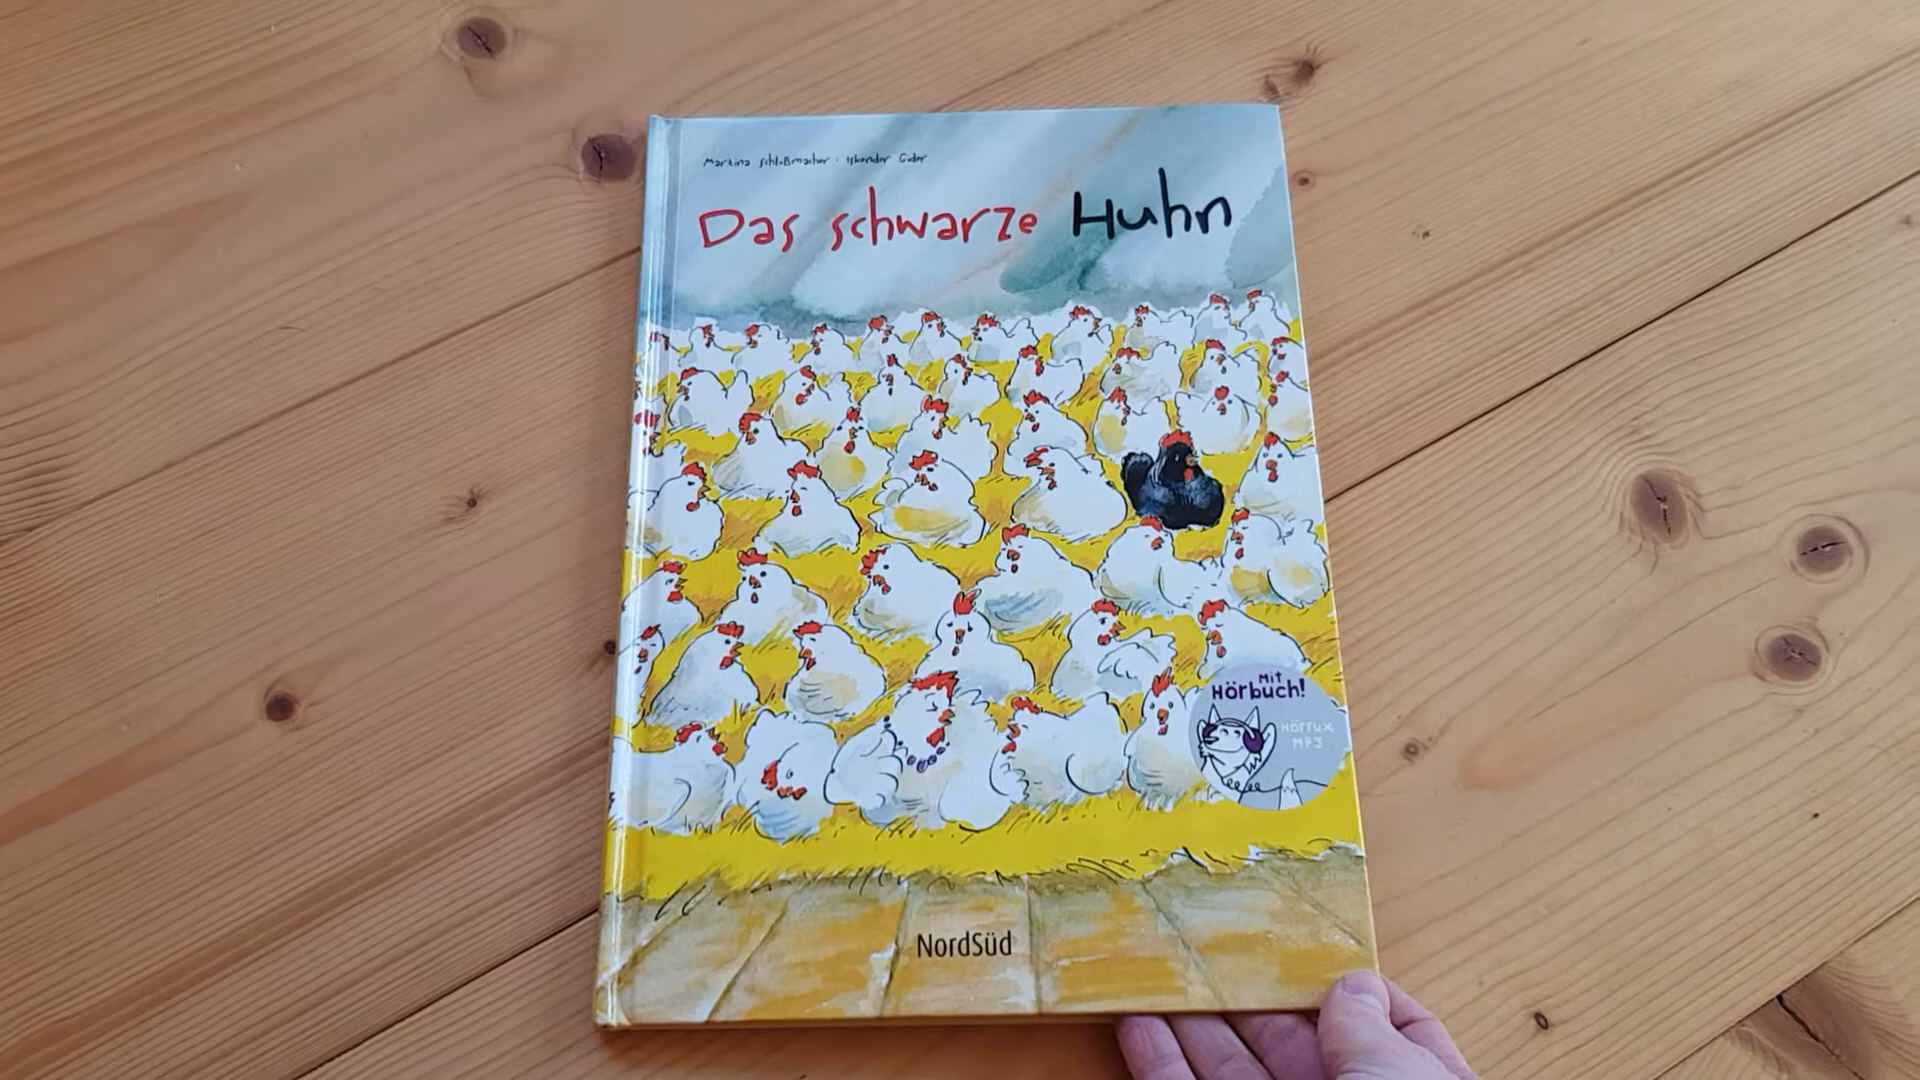 Martina Schloßmacher · Iskender Gider
Das schwarze Huhn
Mit
Hörbuch!
HÖRFUX
MP3
NordSüd